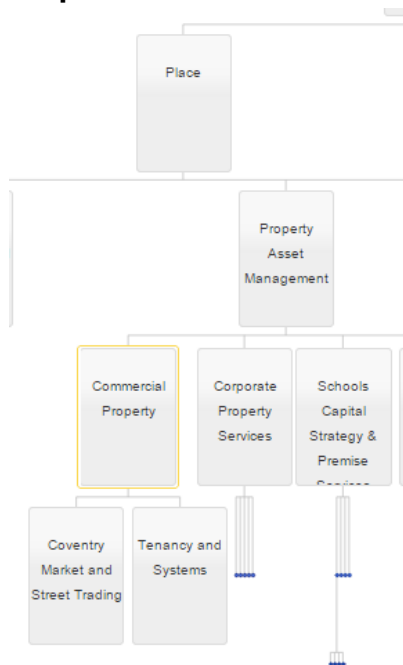 Place
Property
Asset
Management
Commercial
Property
Corporate
Property
Services
Schools
Capital
Strategy &
Premise
Services
Coventry
Market and
Street Trading
Tenancy and
Systems